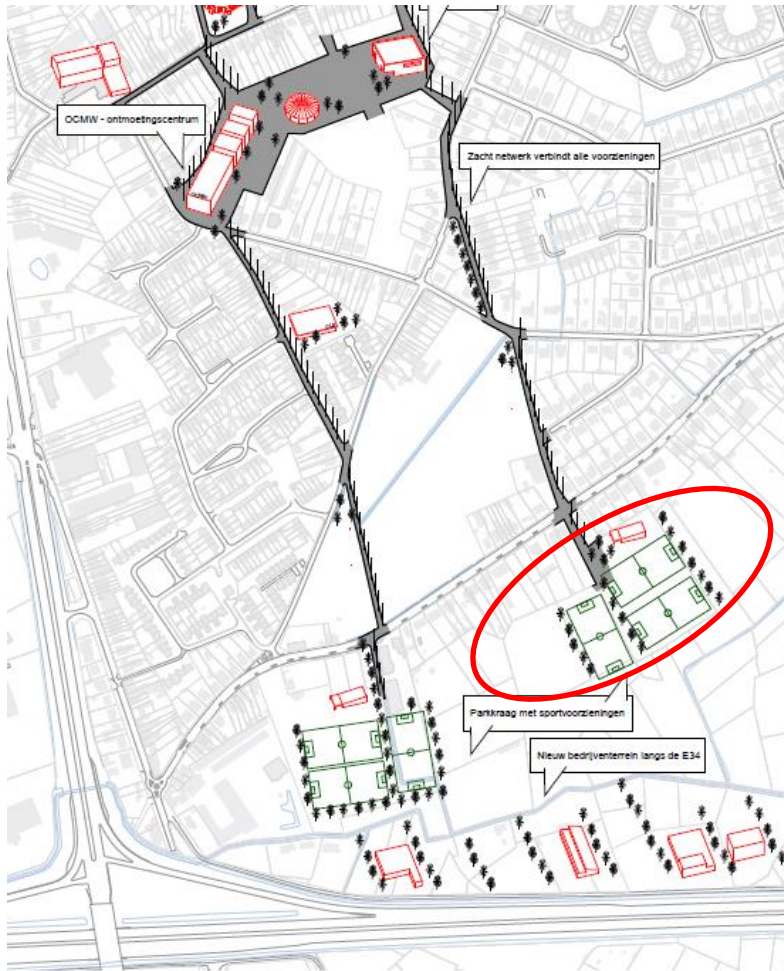 OCMW - ontmoetingscentrum
Zacht netwerk verbindt alle voorzieningen
Parkkraag met sportvoorzieningen
Nieuw bedrijventerrein langs de E34